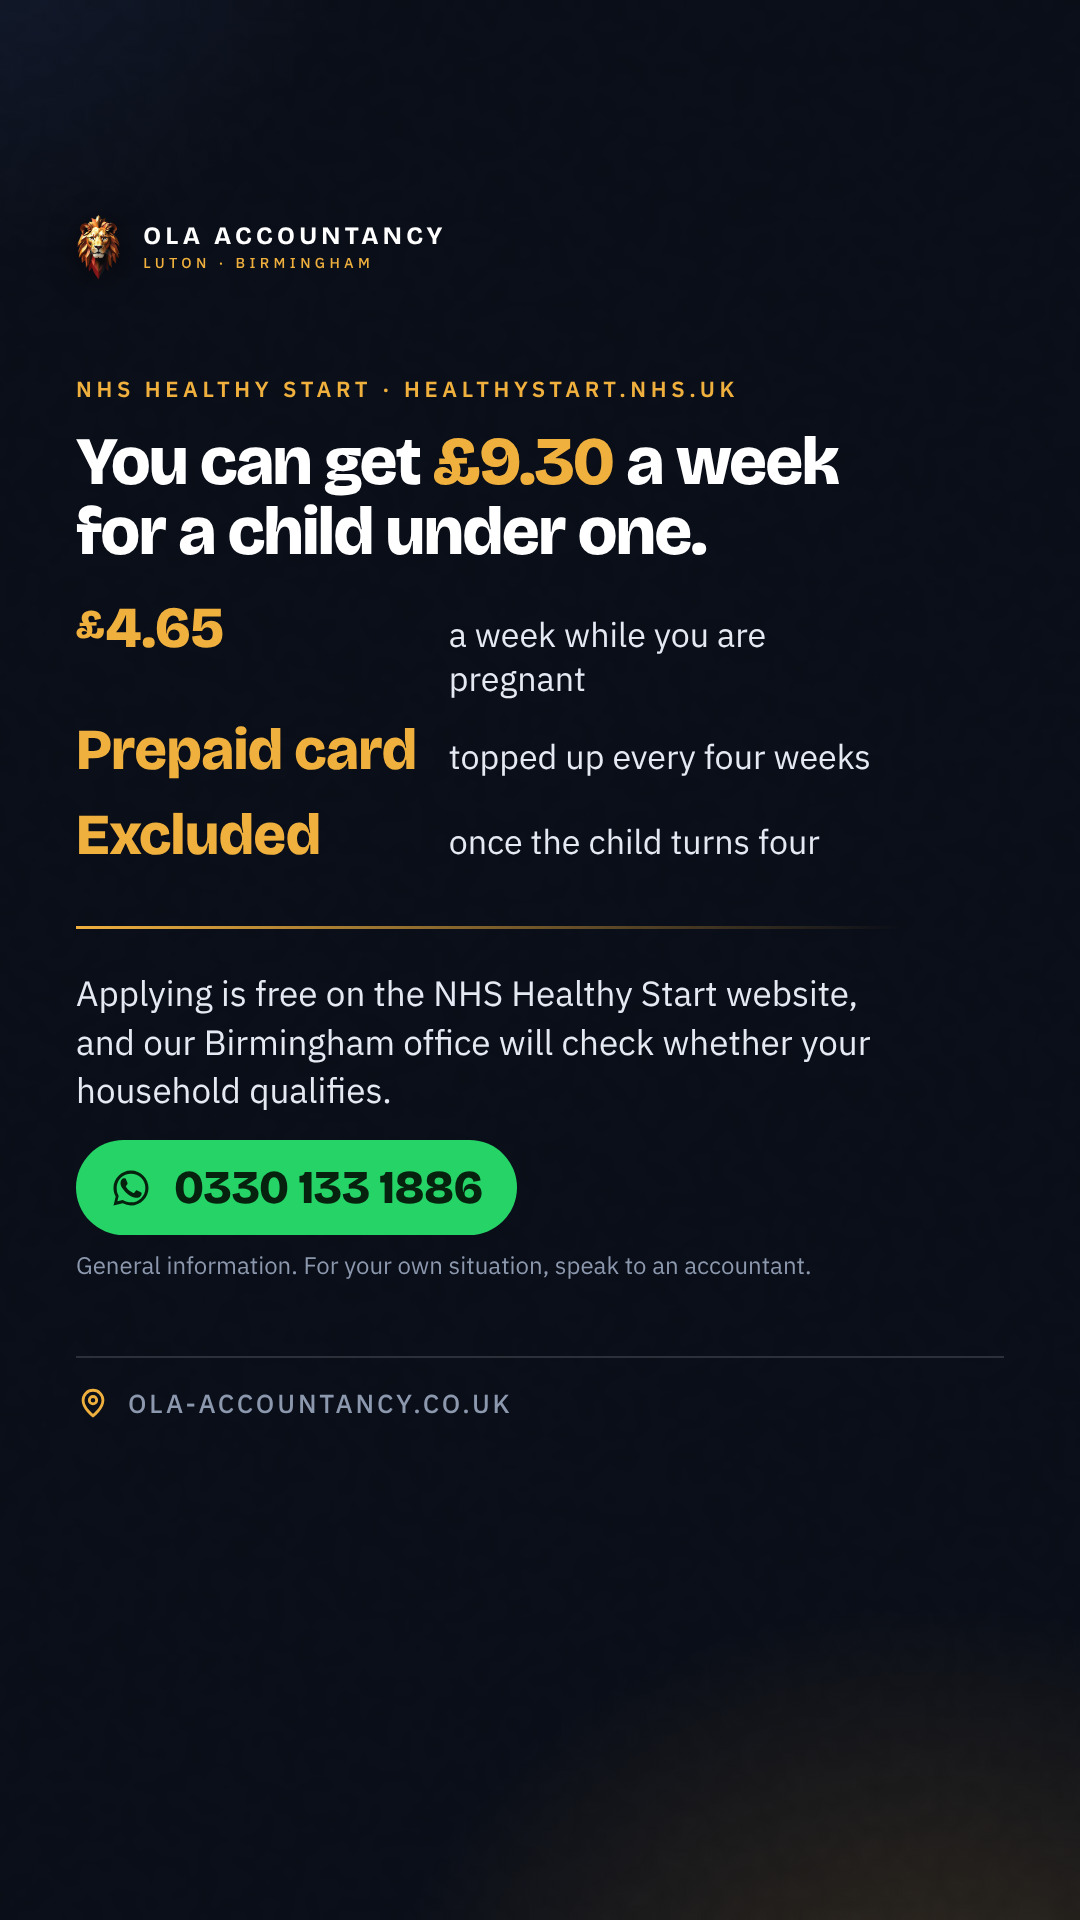 OLA ACCOUNTANCY
LUTON · BIRMINGHAM
NHS HEALTHY START · HEALTHYSTART.NHS.UK
You can get £9.30 a week
for a child under one.
£4.65 a week while you are
pregnant
Prepaid card topped up every four weeks
Excluded once the child turns four
Applying is free on the NHS Healthy Start website,
and our Birmingham office will check whether your
household qualifies.
0330 133 1886
General information. For your own situation, speak to an accountant.
OLA-ACCOUNTANCY.CO.UK